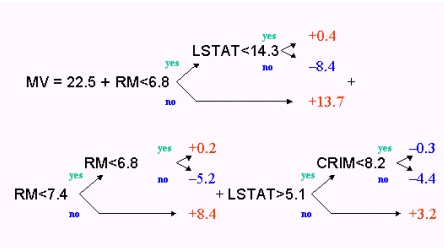 yes +0.4
LSTAT<14.3
yes no –8.4
MV = 22.5 + RM<6.8 +
no +13.7
yes +0.2 yes –0.3
RM<6.8 CRIM<8.2
yes no –5.2 yes no –4.4
RM<7.4 + LSTAT>5.1
no +8.4 no +3.2